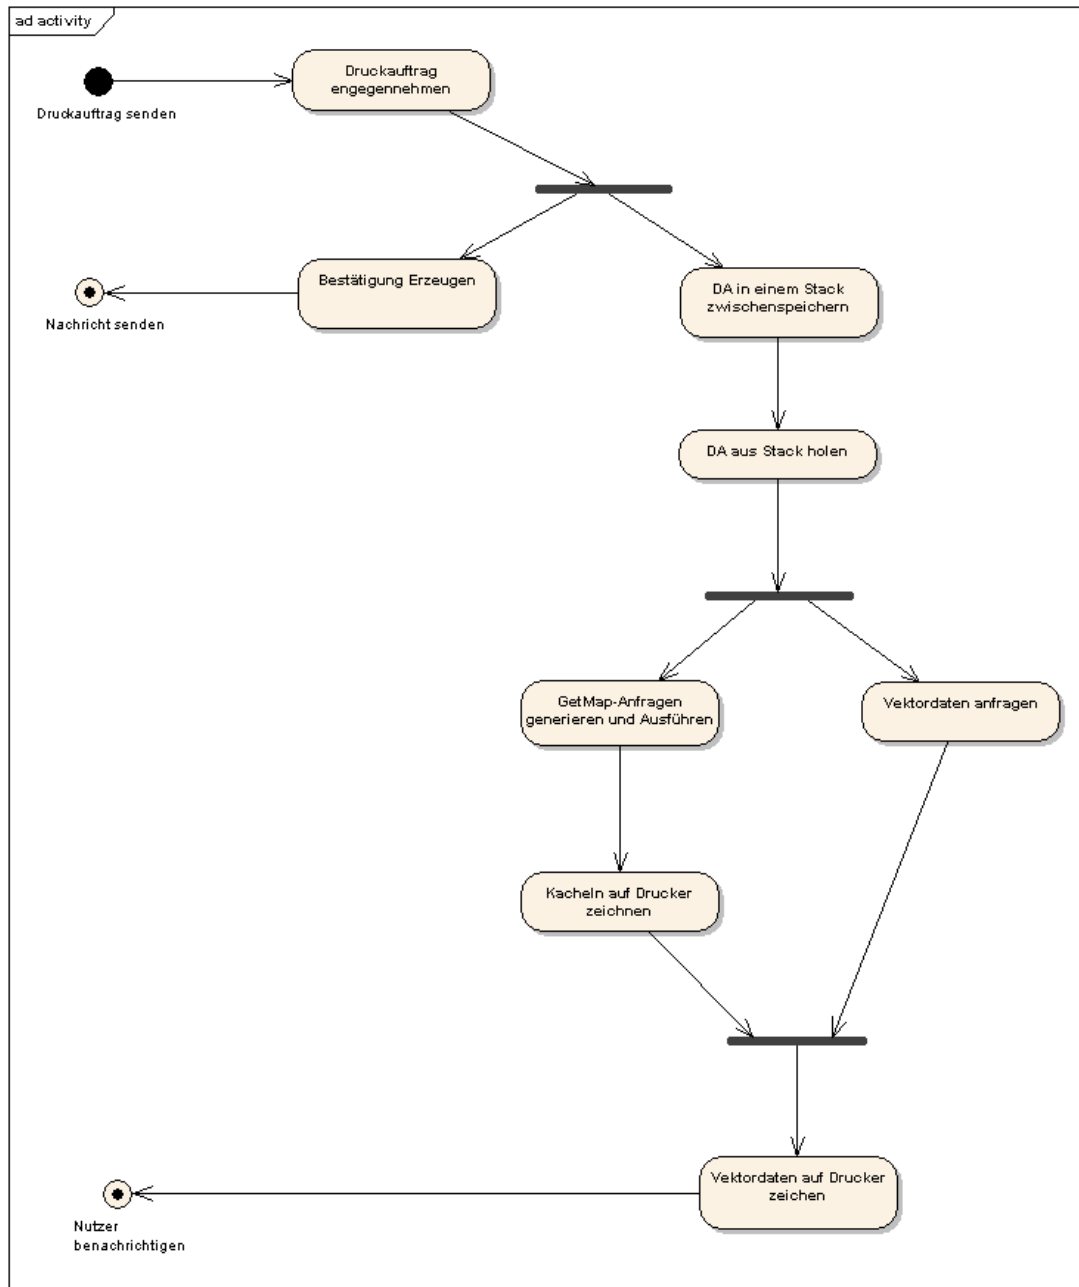 ad activity
Druckauftrag
engegennehmen
Druckauftrag senden
Bestätigung Erzeugen
Nachricht senden
DA in einem Stack
zwischenspeichern
DA aus Stack holen
GetMap-Anfragen
generieren und Ausführen
Vektordaten anfragen
Kacheln auf Drucker
zeichnen
Vektordaten auf Drucker
zeichen
Nutzer
benachrichtigen